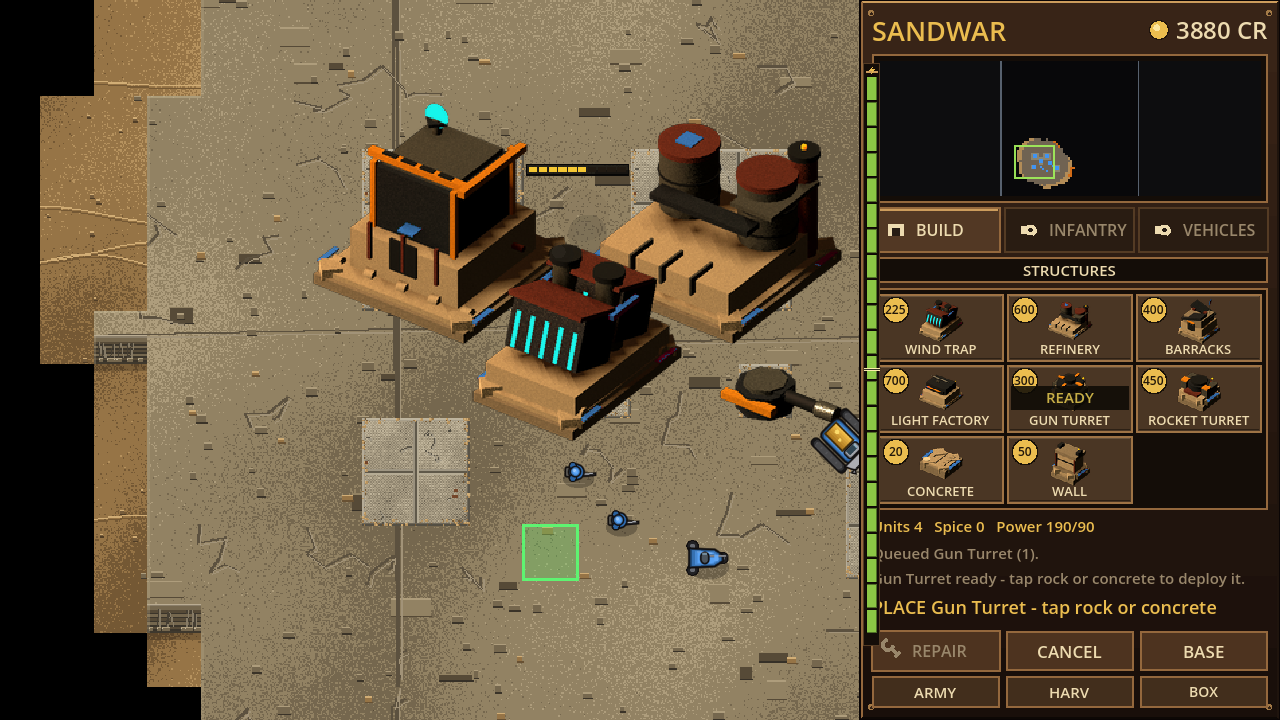 SANDWAR
3880 CR
BUILD
INFANTRY
VEHICLES
STRUCTURES
225
WIND TRAP
600
REFINERY
400
BARRACKS
700
LIGHT FACTORY
300
READY
GUN TURRET
450
ROCKET TURRET
20
CONCRETE
50
WALL
Units 4 Spice 0 Power 190/90
Queued Gun Turret (1).
Gun Turret ready - tap rock or concrete to deploy it.
PLACE Gun Turret - tap rock or concrete
REPAIR
CANCEL
BASE
ARMY
HARV
BOX